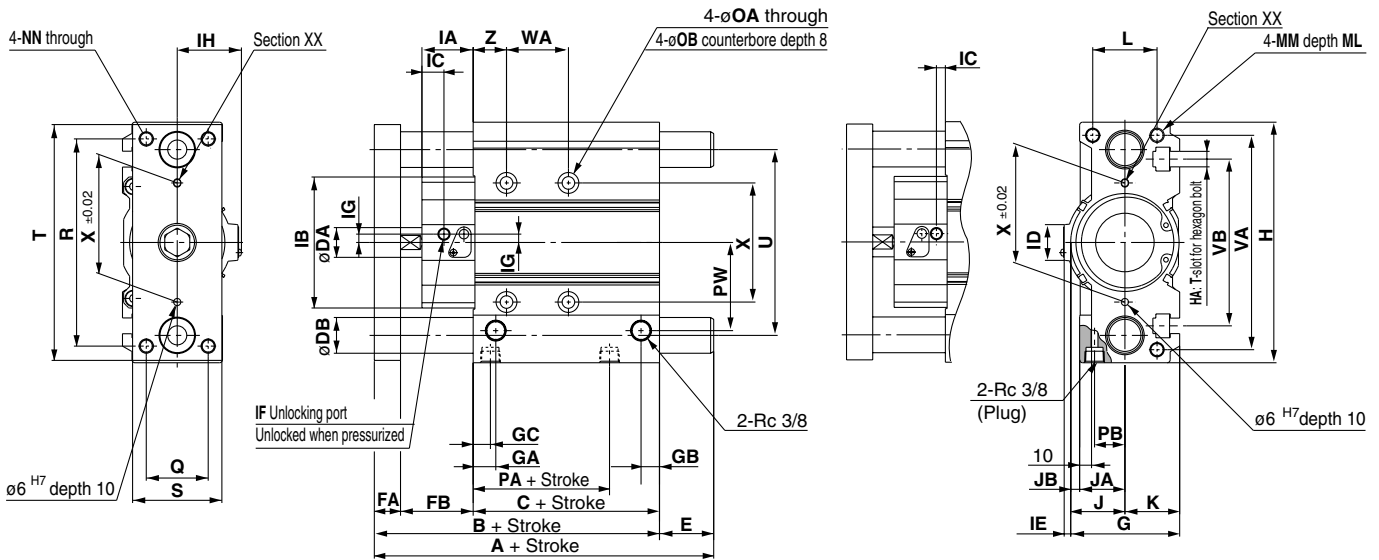 4-NN through
IH
Section XX
T
R
X ±0.02
ø6 H7 depth 10
Q
S
4-øOA through
4-øOB counterbore depth 8
IA
Z
WA
IC
IG
IB
øDA
øDB
IG
PW
X
U
IF Unlocking port
Unlocked when pressurized
2-Rc 3/8
GC
GA
GB
PA + Stroke
FA
FB
C + Stroke
B + Stroke
E
A + Stroke
IC
Section XX
L
4-MM depth ML
X ±0.02
ID
HA: T-slot for hexagon bolt
VB
VA
H
2-Rc 3/8
(Plug)
ø6 H7 depth 10
PB
10
JB
JA
J
K
IE
G